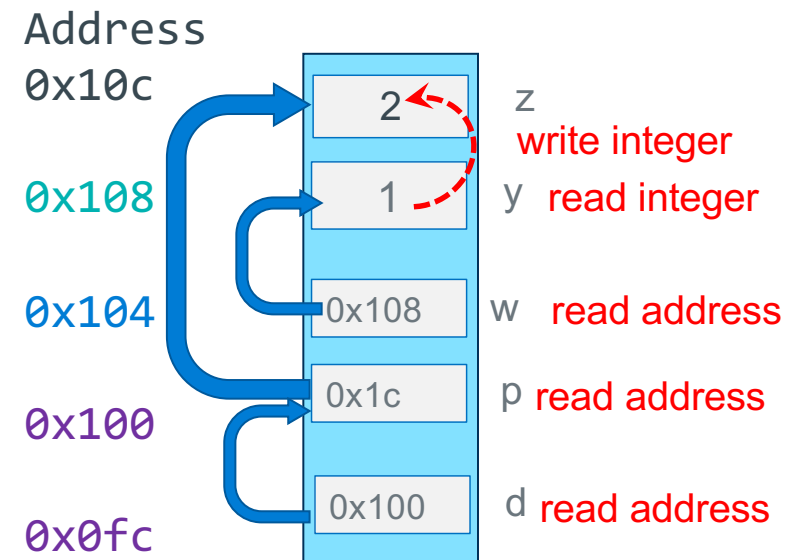 Address
0x10c 2 z
write integer
0x108 1 y read integer
0x104 0x108 w read address
0x1c p read address
0x100
0x100 d read address
0x0fc